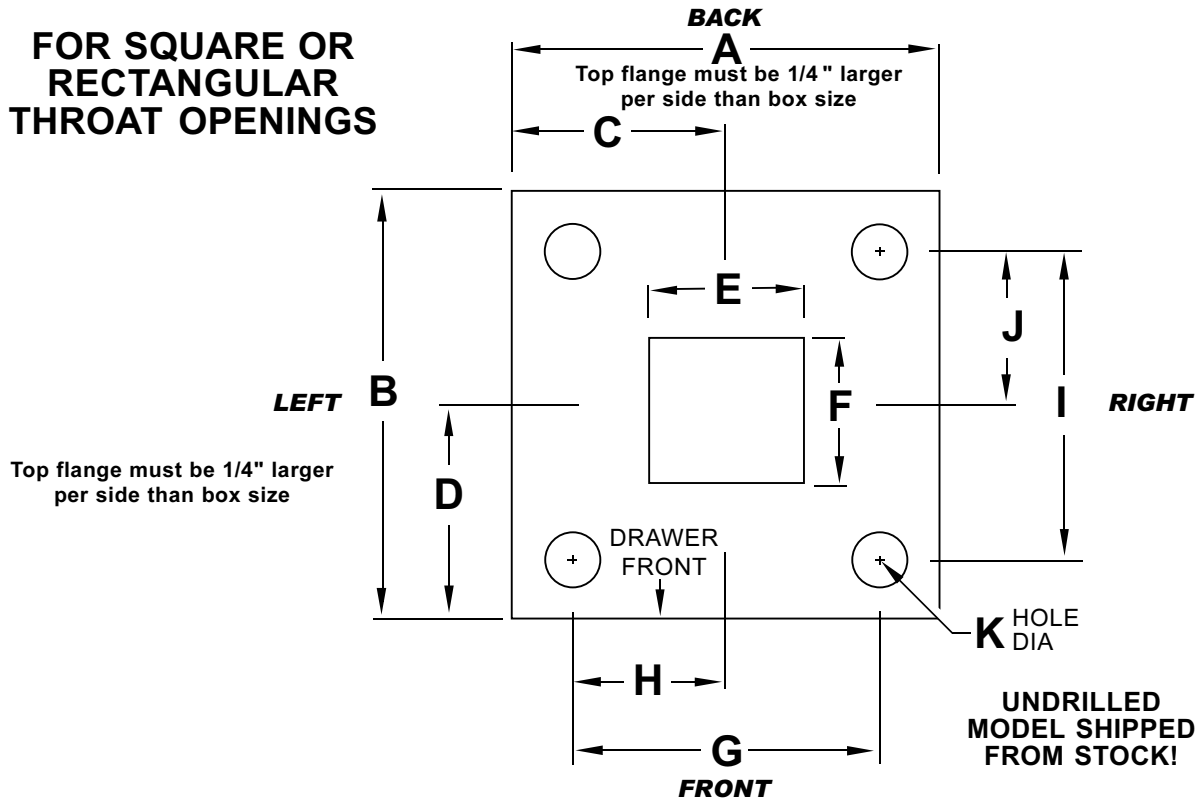 BACK
FOR SQUARE OR
RECTANGULAR
THROAT OPENINGS
A
Top flange must be 1/4" larger
per side than box size
C
E
J
LEFT
B
F
I
RIGHT
Top flange must be 1/4" larger
per side than box size
D
DRAWER
FRONT
K HOLE
DIA
H
UNDRILLED
MODEL SHIPPED
FROM STOCK!
G
FRONT